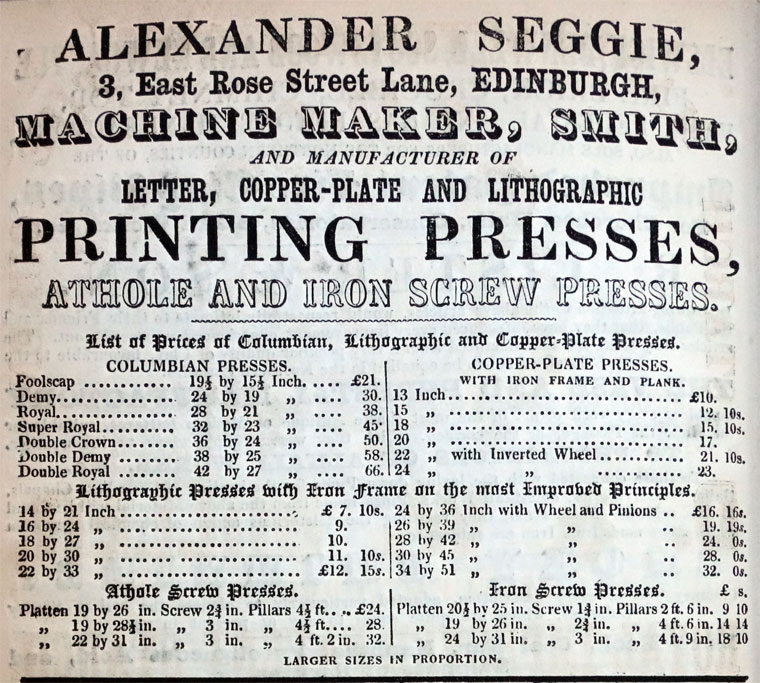 ALEXANDER SEGGIE,
3, East Rose Street Lane, EDINBURGH,
MACHINE MAKER, SMITH,
AND MANUFACTURER OF
LETTER, COPPER-PLATE AND LITHOGRAPHIC
PRINTING PRESSES,
ATHOLE AND IRON SCREW PRESSES.
List of Prices of Columbian, Lithographic and Copper-Plate Presses.
COLUMBIAN PRESSES.
Foolscap ............ 19½ by 15½ Inch. .... £21.
Demy................ 24 by 19 „ .... 30.
Royal............... 28 by 21 „ .... 38.
Super Royal......... 32 by 23 „ .... 45·
Double Crown........ 36 by 24 „ .... 50.
Double Demy ........ 38 by 25 „ .... 58.
Double Royal ....... 42 by 27 „ .... 66.
COPPER-PLATE PRESSES.
WITH IRON FRAME AND PLANK.
13 Inch.............................. £10.
15 „ .............................. 12. 10s.
18 „ .............................. 15. 10s.
20 „ .............................. 17.
22 „ with Inverted Wheel........... 21. 10s.
24 „ „ ............ 23.
Lithographic Presses with Iron Frame on the most Improved Principles.
14 by 21 Inch ...................... £ 7. 10s.
16 by 24 „ ...................... 9.
18 by 27 „ ...................... 10.
20 by 30 „ ...................... 11. 10s.
22 by 33 „ ...................... £12. 15s.
24 by 36 Inch with Wheel and Pinions .. £16. 16s.
26 by 39 „ „ .. 19. 19s.
28 by 42 „ „ .. 24. 0s.
30 by 45 „ „ .. 28. 0s.
34 by 51 „ „ .. 32. 0s.
Athole Screw Presses.
Platten 19 by 26 in. Screw 2¾ in. Pillars 4½ ft.... £24.
„ 19 by 28½ in. „ 3 in. „ 4½ ft.... 28.
„ 22 by 31 in. „ 3 in. „ 4 ft. 2 in. 32.
Iron Screw Presses. £ s.
Platten 20½ by 25 in. Screw 1¾ in. Pillars 2 ft. 6 in. 9 10
„ 19 by 26 in. „ 2¾ in. „ 4 ft. 6 in. 14 14
„ 24 by 31 in. „ 3 in. „ 4 ft. 9 in. 18 10
LARGER SIZES IN PROPORTION.